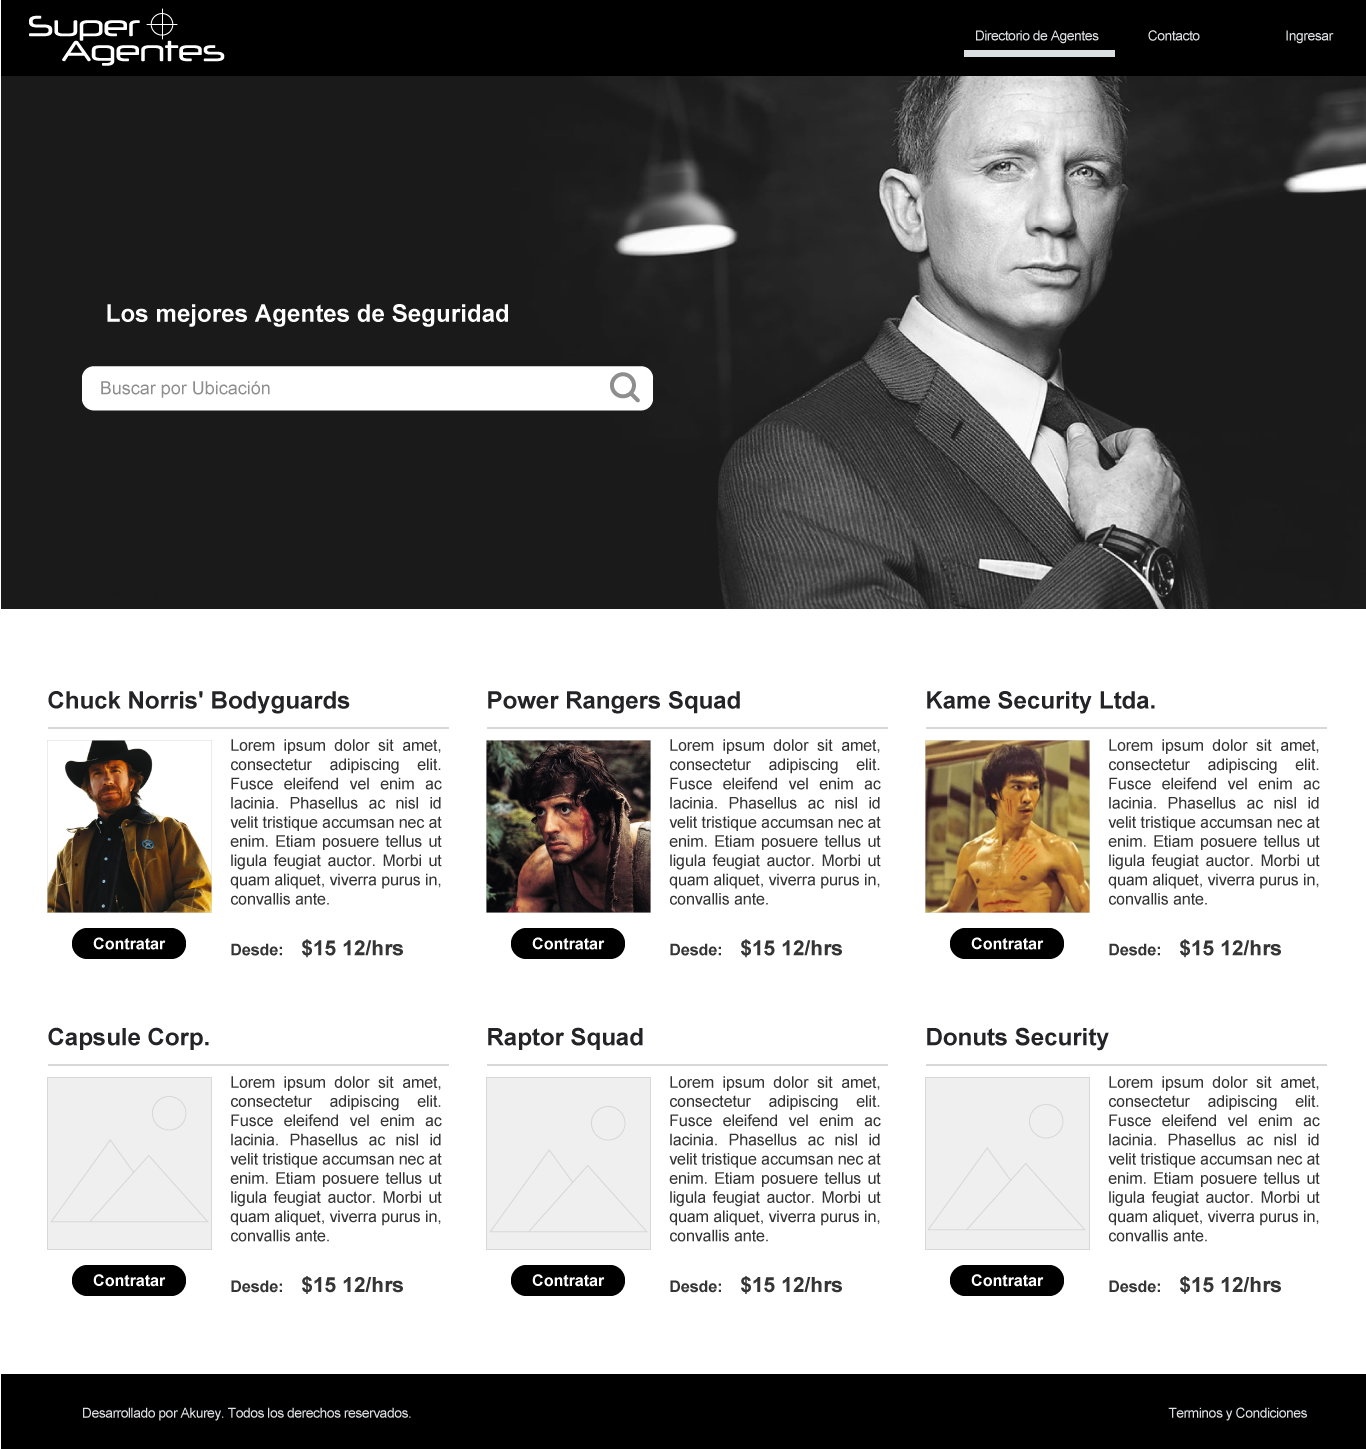 Super
Agentes
Directorio de Agentes
Contacto
Ingresar
Los mejores Agentes de Seguridad
Buscar por Ubicación
Chuck Norris' Bodyguards
Lorem ipsum dolor sit amet,
consectetur adipiscing elit.
Fusce eleifend vel enim ac
lacinia. Phasellus ac nisl id
velit tristique accumsan nec at
enim. Etiam posuere tellus ut
ligula feugiat auctor. Morbi ut
quam aliquet, viverra purus in,
convallis ante.
Contratar
Desde: $15 12/hrs
Power Rangers Squad
Lorem ipsum dolor sit amet,
consectetur adipiscing elit.
Fusce eleifend vel enim ac
lacinia. Phasellus ac nisl id
velit tristique accumsan nec at
enim. Etiam posuere tellus ut
ligula feugiat auctor. Morbi ut
quam aliquet, viverra purus in,
convallis ante.
Contratar
Desde: $15 12/hrs
Kame Security Ltda.
Lorem ipsum dolor sit amet,
consectetur adipiscing elit.
Fusce eleifend vel enim ac
lacinia. Phasellus ac nisl id
velit tristique accumsan nec at
enim. Etiam posuere tellus ut
ligula feugiat auctor. Morbi ut
quam aliquet, viverra purus in,
convallis ante.
Contratar
Desde: $15 12/hrs
Capsule Corp.
Lorem ipsum dolor sit amet,
consectetur adipiscing elit.
Fusce eleifend vel enim ac
lacinia. Phasellus ac nisl id
velit tristique accumsan nec at
enim. Etiam posuere tellus ut
ligula feugiat auctor. Morbi ut
quam aliquet, viverra purus in,
convallis ante.
Contratar
Desde: $15 12/hrs
Raptor Squad
Lorem ipsum dolor sit amet,
consectetur adipiscing elit.
Fusce eleifend vel enim ac
lacinia. Phasellus ac nisl id
velit tristique accumsan nec at
enim. Etiam posuere tellus ut
ligula feugiat auctor. Morbi ut
quam aliquet, viverra purus in,
convallis ante.
Contratar
Desde: $15 12/hrs
Donuts Security
Lorem ipsum dolor sit amet,
consectetur adipiscing elit.
Fusce eleifend vel enim ac
lacinia. Phasellus ac nisl id
velit tristique accumsan nec at
enim. Etiam posuere tellus ut
ligula feugiat auctor. Morbi ut
quam aliquet, viverra purus in,
convallis ante.
Contratar
Desde: $15 12/hrs
Desarrollado por Akurey. Todos los derechos reservados.
Terminos y Condiciones